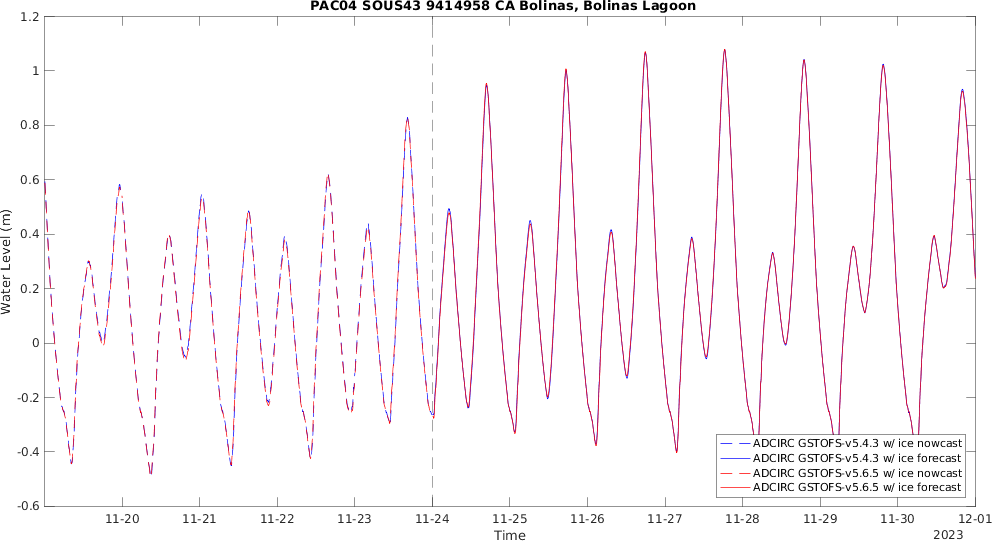 PAC04 SOUS43 9414958 CA Bolinas, Bolinas Lagoon
1.2
1
0.8
0.6
0.4
0.2
0
-0.2
-0.4
-0.6
Water Level (m)
ADCIRC GSTOFS-v5.4.3 w/ ice nowcast
ADCIRC GSTOFS-v5.4.3 w/ ice forecast
ADCIRC GSTOFS-v5.6.5 w/ ice nowcast
ADCIRC GSTOFS-v5.6.5 w/ ice forecast
11-20 11-21 11-22 11-23 11-24 11-25 11-26 11-27 11-28 11-29 11-30 12-01
Time
2023